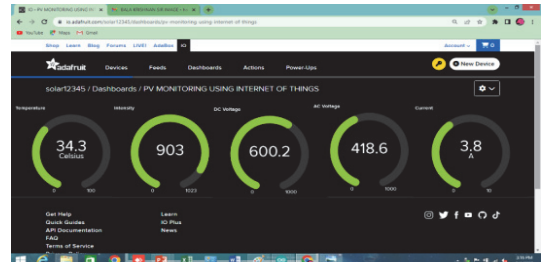 IO - PV MONITORING USING IN
io.adafruit.com/solar12345/dashboards/pv-monitoring-using-internet-of-things
YouTube Maps Gmail
Shop Learn Blog Forums LIVE! AdaBox IO
Account 0
adafruit Devices Feeds Dashboards Actions Power-Ups New Device
solar12345 / Dashboards / PV MONITORING USING INTERNET OF THINGS
Temperature Intensity DC Voltage AC Voltage Current
34.3 903 600.2 418.6 3.8
Celsius A
0 100 0 1023 0 1000 0 1000 0 10
Get Help Learn
Quick Guides IO Plus
API Documentation News
FAQ
Terms of Service